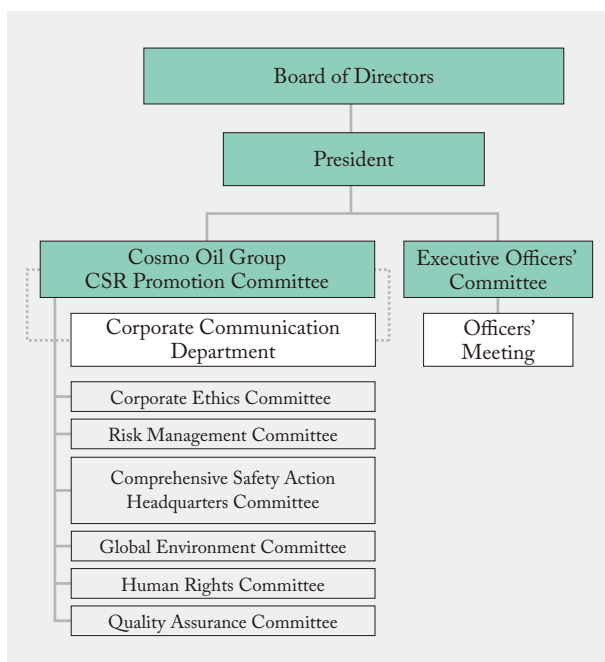 Board of Directors
President
Cosmo Oil Group
CSR Promotion Committee
Executive Officers’
Committee
Corporate Communication
Department
Officers’
Meeting
Corporate Ethics Committee
Risk Management Committee
Comprehensive Safety Action
Headquarters Committee
Global Environment Committee
Human Rights Committee
Quality Assurance Committee